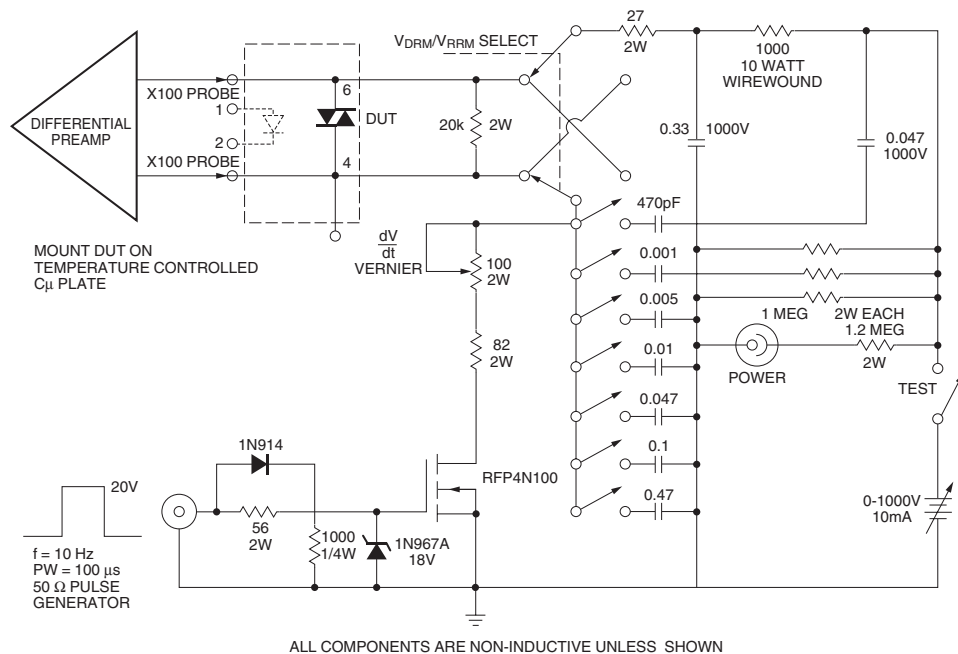 27
2W
VDRM/VRRM SELECT
1000
10 WATT
WIREWOUND
X100 PROBE
6
1
DIFFERENTIAL
PREAMP
DUT
20k
2W
0.33
1000V
0.047
1000V
2
X100 PROBE
4
470pF
MOUNT DUT ON
TEMPERATURE CONTROLLED
Cμ PLATE
dV
dt
VERNIER
100
2W
0.001
0.005
1 MEG
2W EACH
1.2 MEG
82
2W
0.01
POWER
2W
TEST
0.047
1N914
RFP4N100
0.1
20V
0.47
0-1000V
10mA
56
2W
1000
1/4W
1N967A
18V
f = 10 Hz
PW = 100 μs
50 Ω PULSE
GENERATOR
ALL COMPONENTS ARE NON-INDUCTIVE UNLESS SHOWN